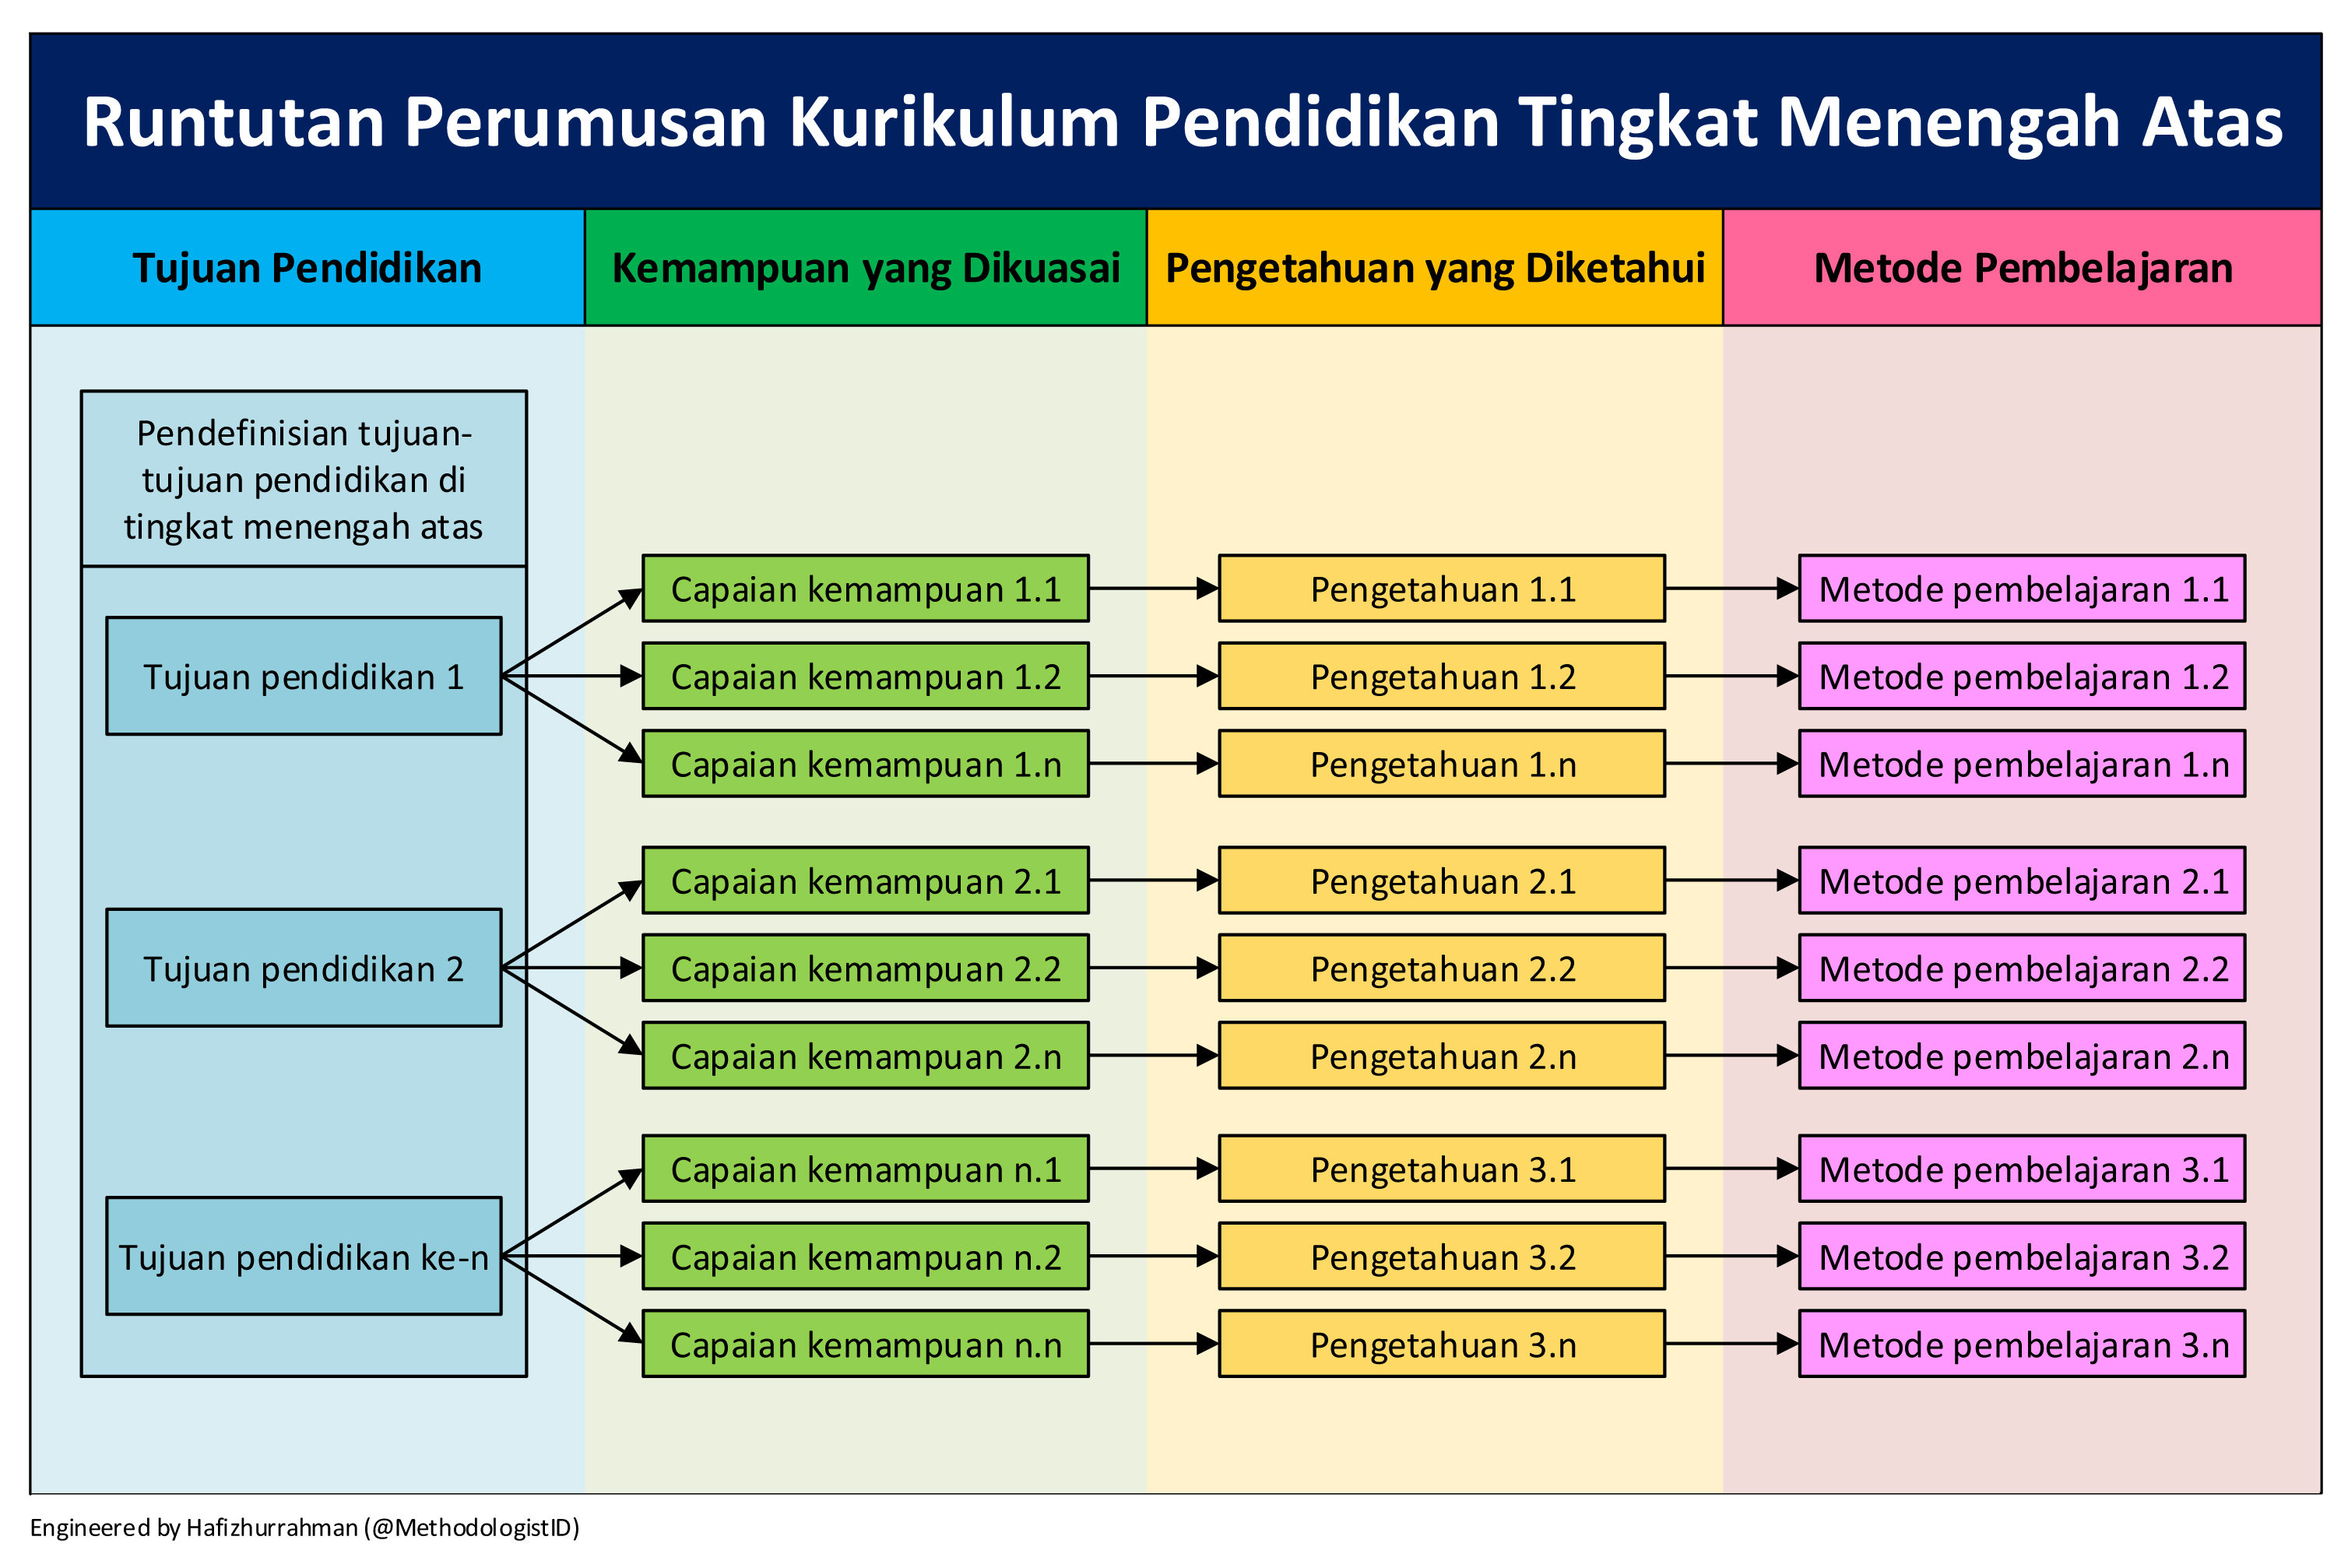 Runtutan Perumusan Kurikulum Pendidikan Tingkat Menengah Atas
Tujuan Pendidikan
Kemampuan yang Dikuasai
Pengetahuan yang Diketahui
Metode Pembelajaran
Pendefinisian tujuan-
tujuan pendidikan di
tingkat menengah atas
Tujuan pendidikan 1
Capaian kemampuan 1.1
Pengetahuan 1.1
Metode pembelajaran 1.1
Capaian kemampuan 1.2
Pengetahuan 1.2
Metode pembelajaran 1.2
Capaian kemampuan 1.n
Pengetahuan 1.n
Metode pembelajaran 1.n
Tujuan pendidikan 2
Capaian kemampuan 2.1
Pengetahuan 2.1
Metode pembelajaran 2.1
Capaian kemampuan 2.2
Pengetahuan 2.2
Metode pembelajaran 2.2
Capaian kemampuan 2.n
Pengetahuan 2.n
Metode pembelajaran 2.n
Tujuan pendidikan ke-n
Capaian kemampuan n.1
Pengetahuan 3.1
Metode pembelajaran 3.1
Capaian kemampuan n.2
Pengetahuan 3.2
Metode pembelajaran 3.2
Capaian kemampuan n.n
Pengetahuan 3.n
Metode pembelajaran 3.n
Engineered by Hafizhurrahman (@MethodologistID)